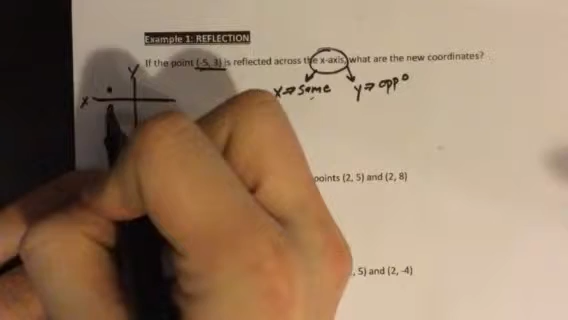 Example 1: REFLECTION
If the point (-5, 3) is reflected across the x-axis, what are the new coordinates?
Y
X
x → same y → opp
points (2, 5) and (2, 8)
, 5) and (2, -4)